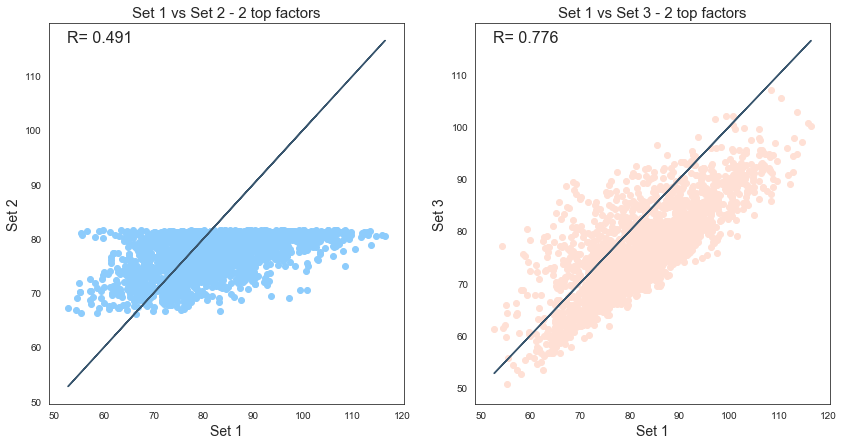 Set 1 vs Set 2 - 2 top factors
R= 0.491
110
100
90
80
70
60
50
Set 2
50 60 70 80 90 100 110 120
Set 1
Set 1 vs Set 3 - 2 top factors
R= 0.776
110
100
90
80
70
60
50
Set 3
50 60 70 80 90 100 110 120
Set 1